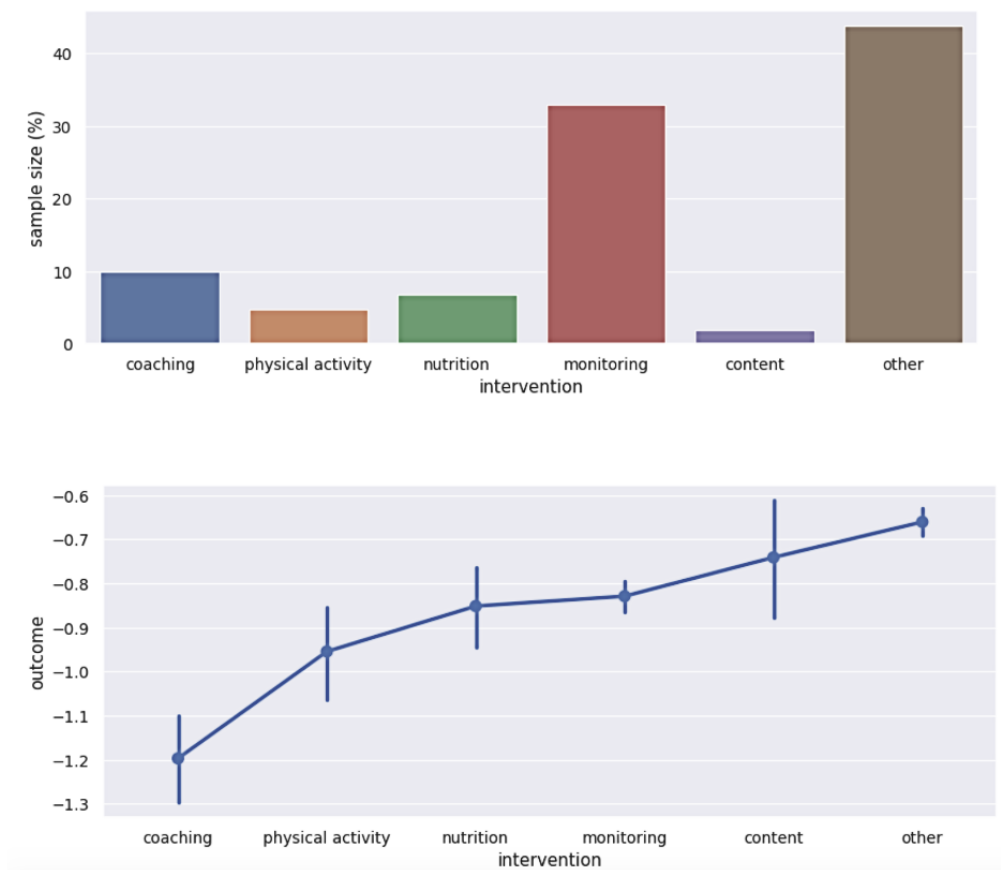 sample size (%)
40
30
20
10
0
coaching physical activity nutrition monitoring content other
intervention
outcome
−0.6
−0.7
−0.8
−0.9
−1.0
−1.1
−1.2
−1.3
coaching physical activity nutrition monitoring content other
intervention